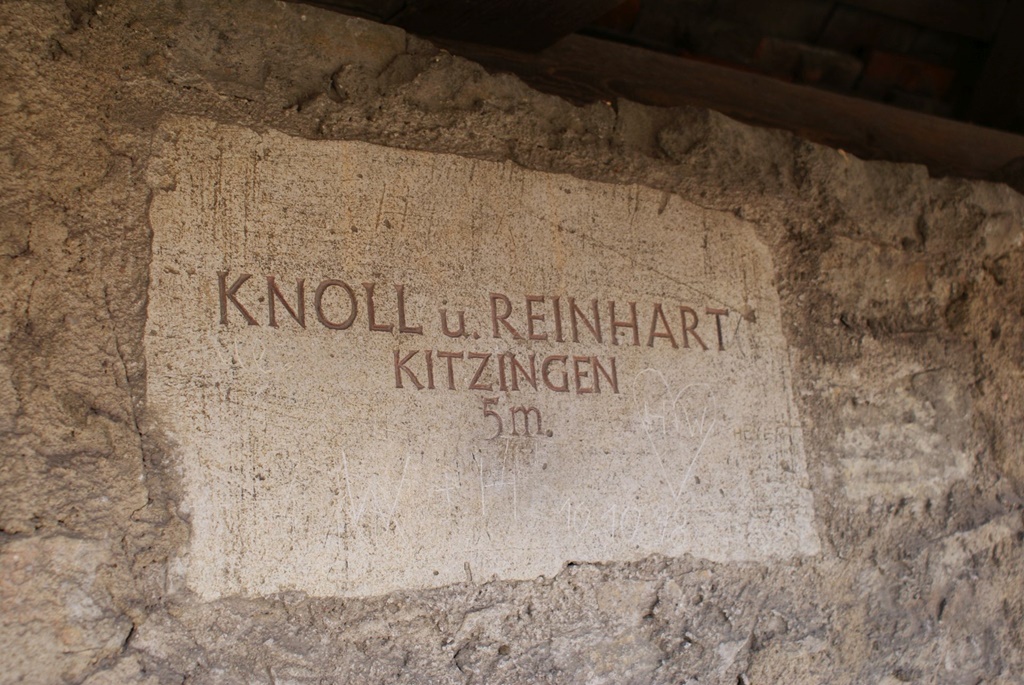 KNOLL u. REINHART
KITZINGEN
5 m.
W + H